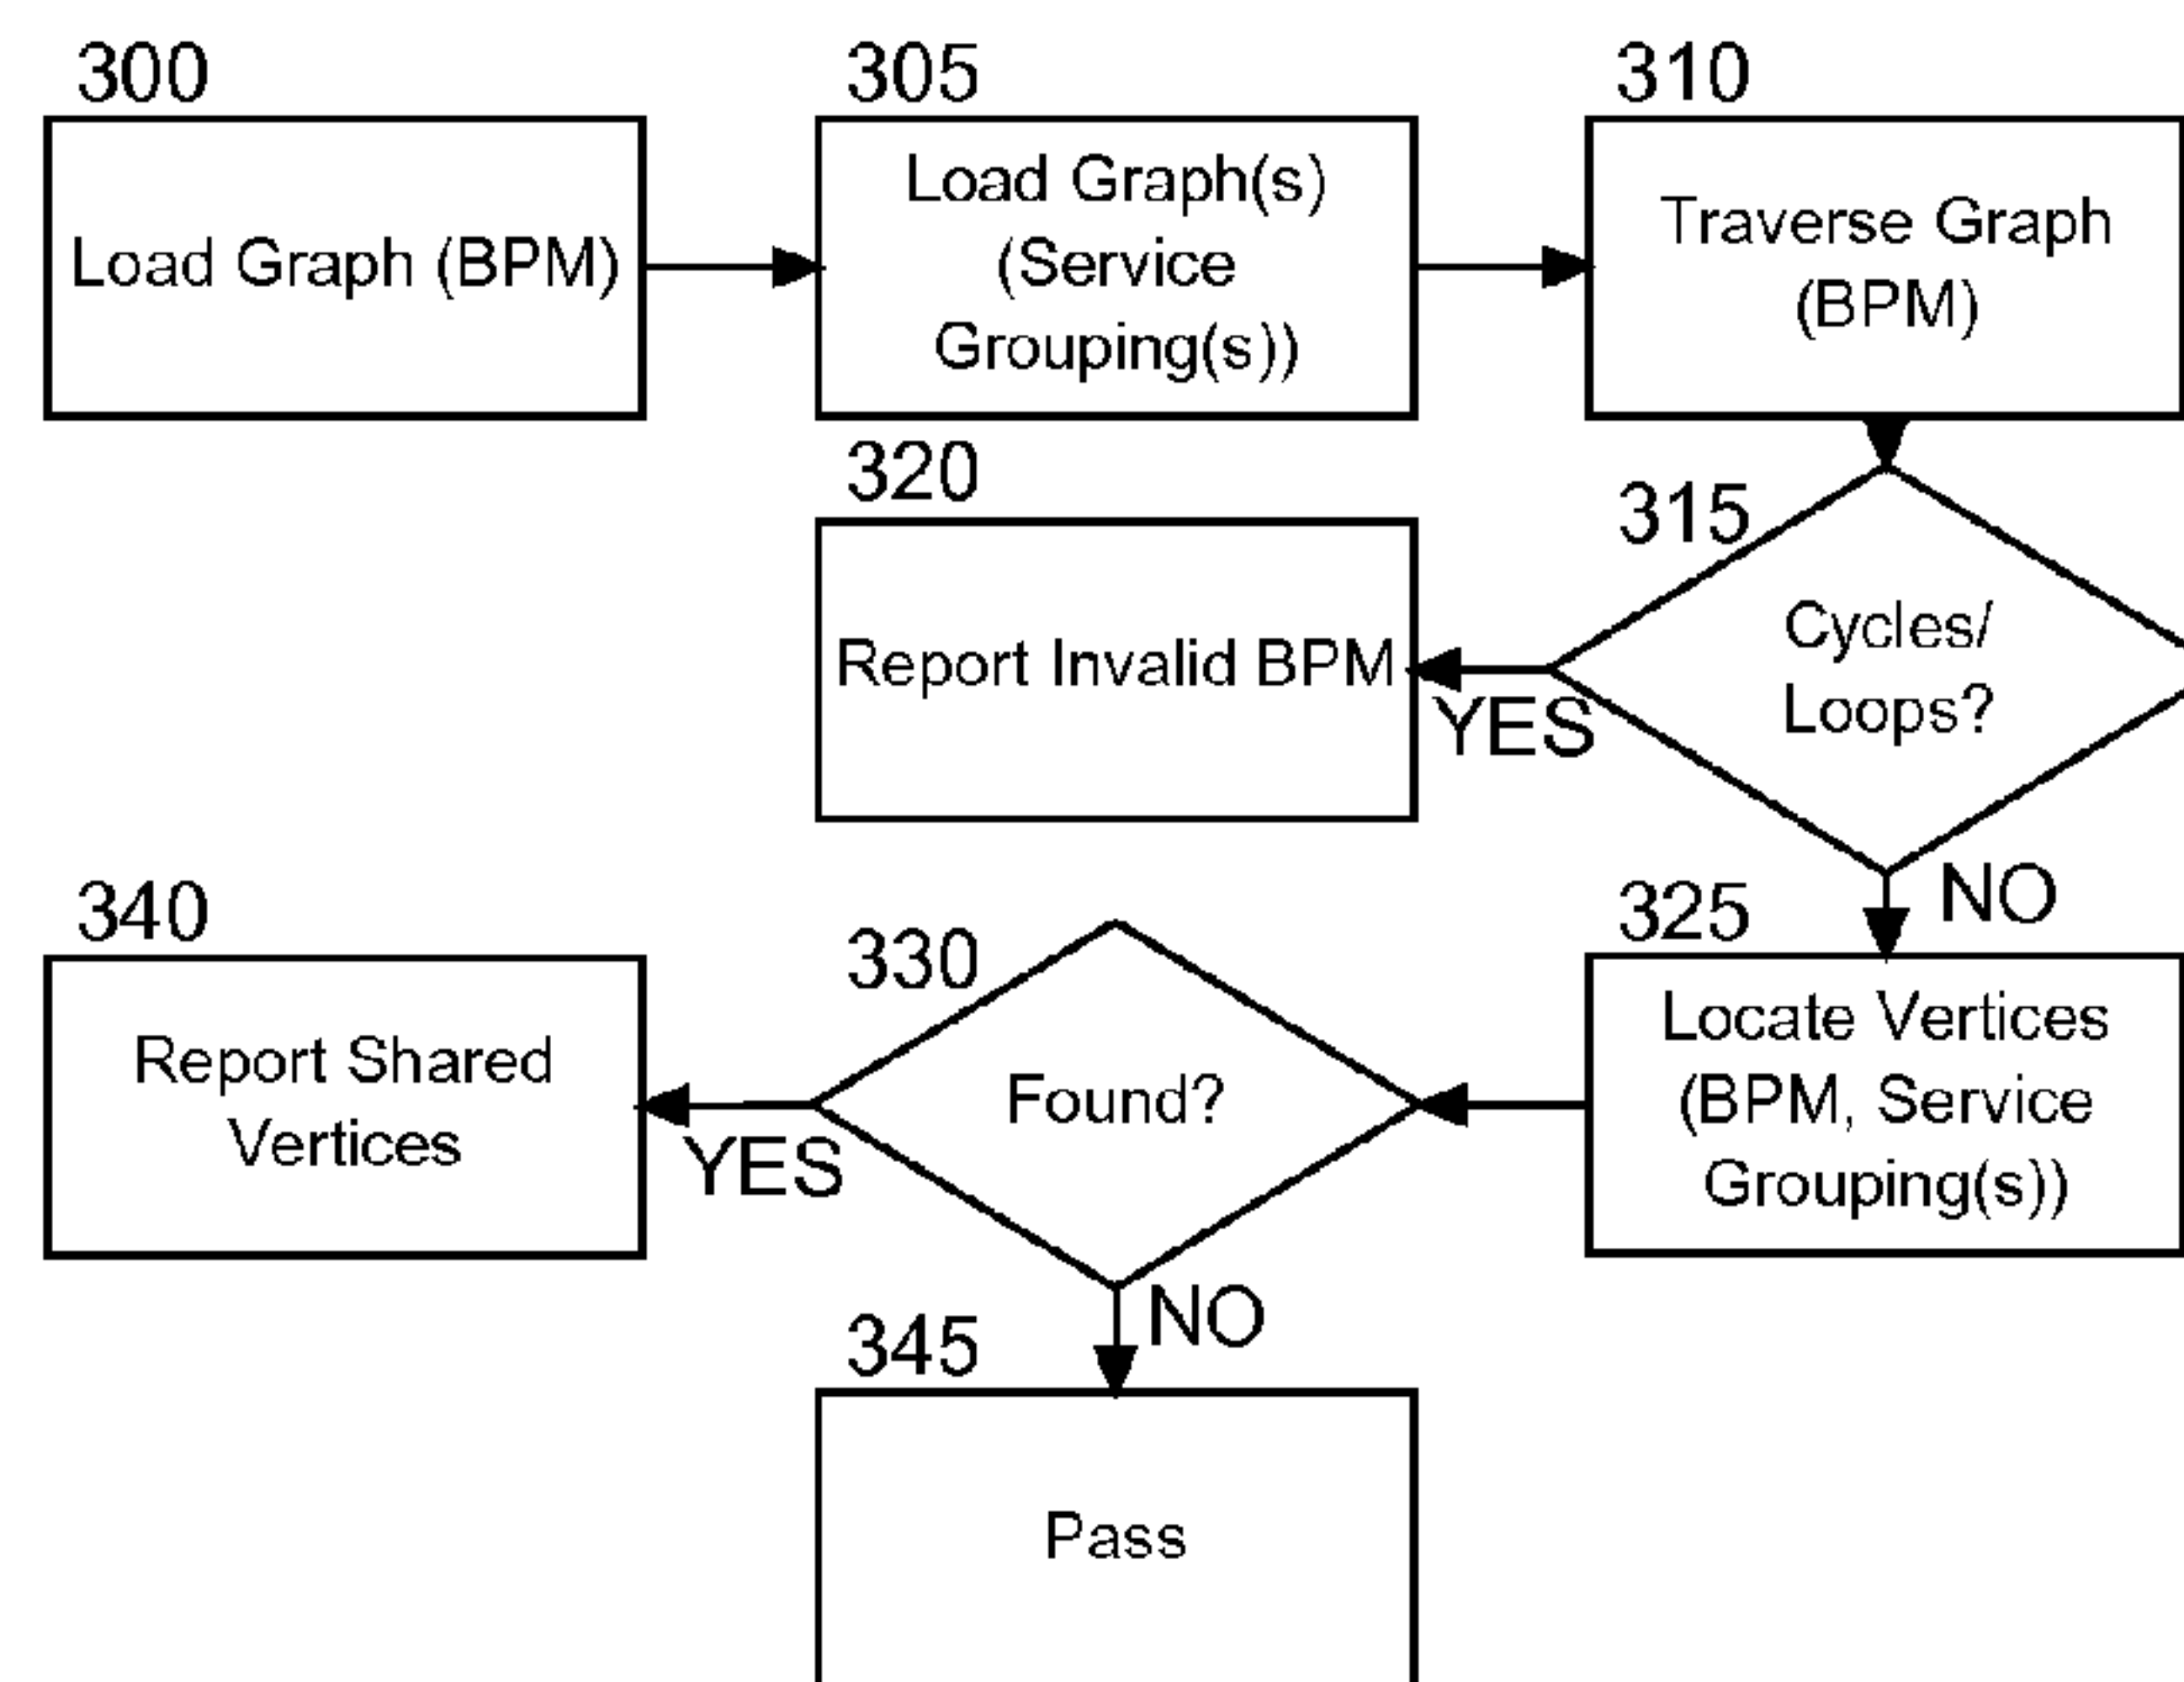 300
Load Graph (BPM)
305
Load Graph(s)
(Service
Grouping(s))
310
Traverse Graph
(BPM)
315
Cycles/
Loops?
YES
NO
320
Report Invalid BPM
325
Locate Vertices
(BPM, Service
Grouping(s))
330
Found?
YES
NO
340
Report Shared
Vertices
345
Pass